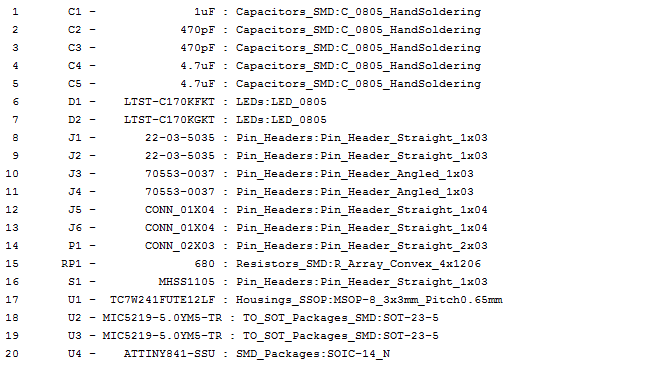 1 C1 - 1uF : Capacitors_SMD:C_0805_HandSoldering
2 C2 - 470pF : Capacitors_SMD:C_0805_HandSoldering
3 C3 - 470pF : Capacitors_SMD:C_0805_HandSoldering
4 C4 - 4.7uF : Capacitors_SMD:C_0805_HandSoldering
5 C5 - 4.7uF : Capacitors_SMD:C_0805_HandSoldering
6 D1 - LTST-C170KFKT : LEDs:LED_0805
7 D2 - LTST-C170KGKT : LEDs:LED_0805
8 J1 - 22-03-5035 : Pin_Headers:Pin_Header_Straight_1x03
9 J2 - 22-03-5035 : Pin_Headers:Pin_Header_Straight_1x03
10 J3 - 70553-0037 : Pin_Headers:Pin_Header_Angled_1x03
11 J4 - 70553-0037 : Pin_Headers:Pin_Header_Angled_1x03
12 J5 - CONN_01X04 : Pin_Headers:Pin_Header_Straight_1x04
13 J6 - CONN_01X04 : Pin_Headers:Pin_Header_Straight_1x04
14 P1 - CONN_02X03 : Pin_Headers:Pin_Header_Straight_2x03
15 RP1 - 680 : Resistors_SMD:R_Array_Convex_4x1206
16 S1 - MHSS1105 : Pin_Headers:Pin_Header_Straight_1x03
17 U1 - TC7W241FUTE12LF : Housings_SSOP:MSOP-8_3x3mm_Pitch0.65mm
18 U2 - MIC5219-5.0YM5-TR : TO_SOT_Packages_SMD:SOT-23-5
19 U3 - MIC5219-5.0YM5-TR : TO_SOT_Packages_SMD:SOT-23-5
20 U4 - ATTINY841-SSU : SMD_Packages:SOIC-14_N